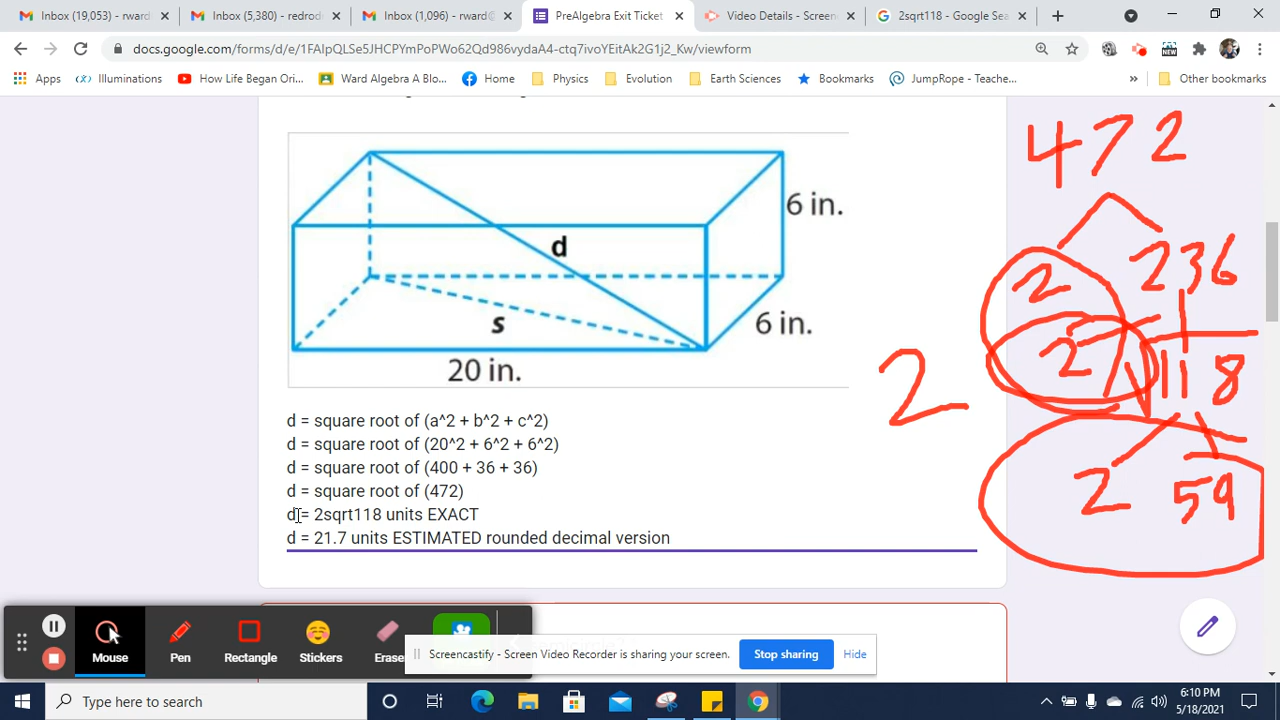 Inbox (19,053) - rward
Inbox (5,380) - redrod
Inbox (1,096) - rward@
PreAlgebra Exit Ticket
Video Details - Screen
2sqrt118 - Google Sea
docs.google.com/forms/d/e/1FAIpQLSe5JHCPYmPoPWo62Qd986vydaA4-ctq7ivoYEitAk2G1j2_Kw/viewform
Apps
Illuminations
How Life Began Ori...
Ward Algebra A Blo...
Home
Physics
Evolution
Earth Sciences
Bookmarks
JumpRope - Teache...
Other bookmarks
NEW
6 in.
d
s
6 in.
20 in.
d = square root of (a^2 + b^2 + c^2)
d = square root of (20^2 + 6^2 + 6^2)
d = square root of (400 + 36 + 36)
d = square root of (472)
d = 2sqrt118 units EXACT
d = 21.7 units ESTIMATED rounded decimal version
472
2 236
2 118
2
2 59
Mouse
Pen
Rectangle
Stickers
Erase
Screencastify - Screen Video Recorder is sharing your screen.
Stop sharing
Hide
Type here to search
6:10 PM
5/18/2021